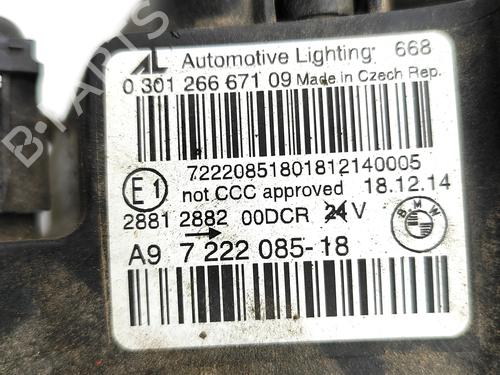 AL Automotive Lighting 668
0 301 266 671 09 Made in Czech Rep.
72220851801812140005
E1 not CCC approved 18.12.14
2881 2882 00DCR 24V
BMW
A9 7 222 085-18
B-PARTS